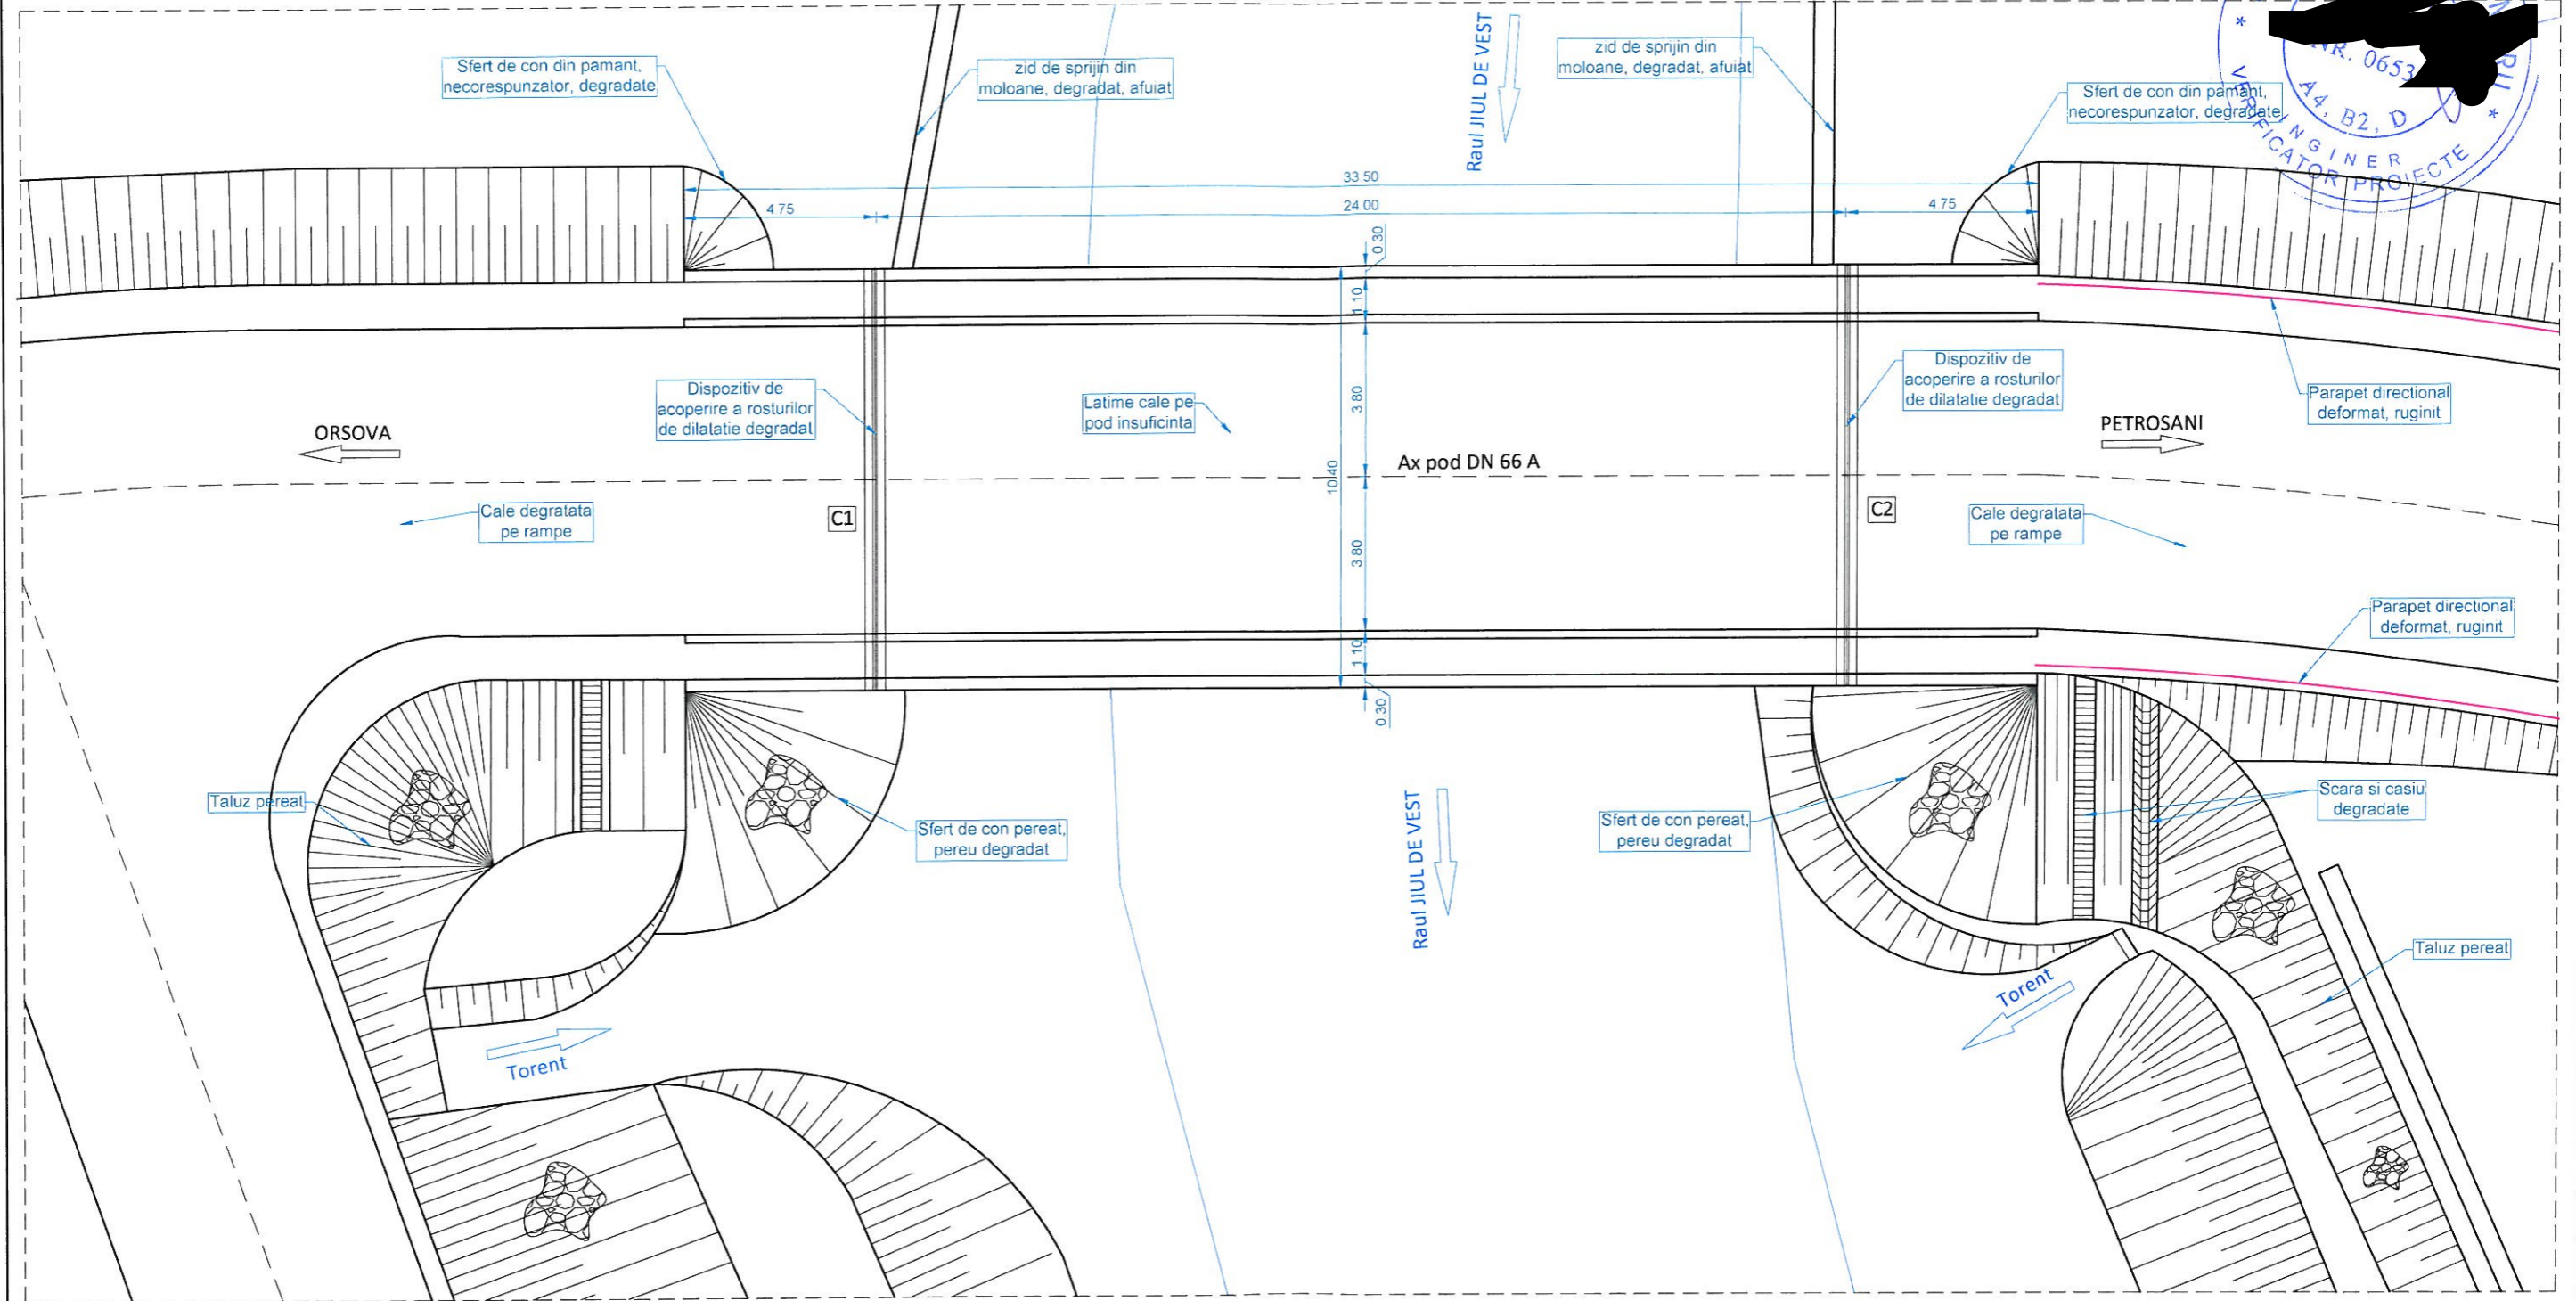 Sfert de con din pamant,
necorespunzator, degradate
zid de sprijin din
moloane, degradat, afuiat
Raul JIUL DE VEST
zid de sprijin din
moloane, degradat, afuiat
Sfert de con din pamant,
necorespunzator, degradate
NR. 0653
A4, B2, D
INGINER
VERIFICATOR PROIECTE
33 50
4 75
24 00
4 75
0 30
1.10
Dispozitiv de
acoperire a rosturilor
de dilatatie degradat
Latime cale pe
pod insuficinta
3 80
Dispozitiv de
acoperire a rosturilor
de dilatatie degradat
Parapet directional
deformat, ruginit
ORSOVA
PETROSANI
Ax pod DN 66 A
10 40
Cale degratata
pe rampe
C1
C2
Cale degratata
pe rampe
3 80
Parapet directional
deformat, ruginit
1.10
0.30
Taluz pereat
Sfert de con pereat,
pereu degradat
Raul JIUL DE VEST
Sfert de con pereat,
pereu degradat
Scara si casiu
degradate
Taluz pereat
Torent
Torent